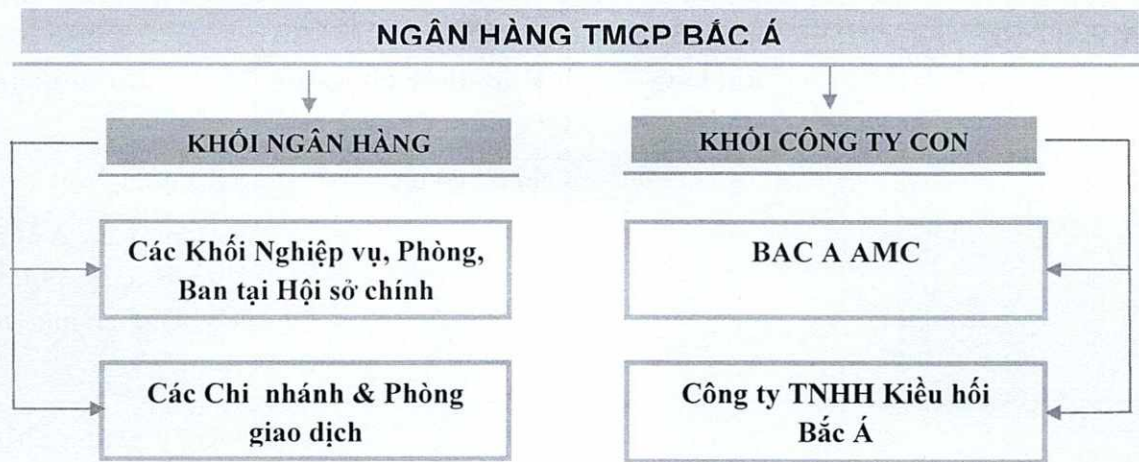 NGÂN HÀNG TMCP BẮC Á
KHỐI NGÂN HÀNG
KHỐI CÔNG TY CON
Các Khối Nghiệp vụ, Phòng,
Ban tại Hội sở chính
BAC A AMC
Các Chi nhánh & Phòng
giao dịch
Công ty TNHH Kiều hối
Bắc Á